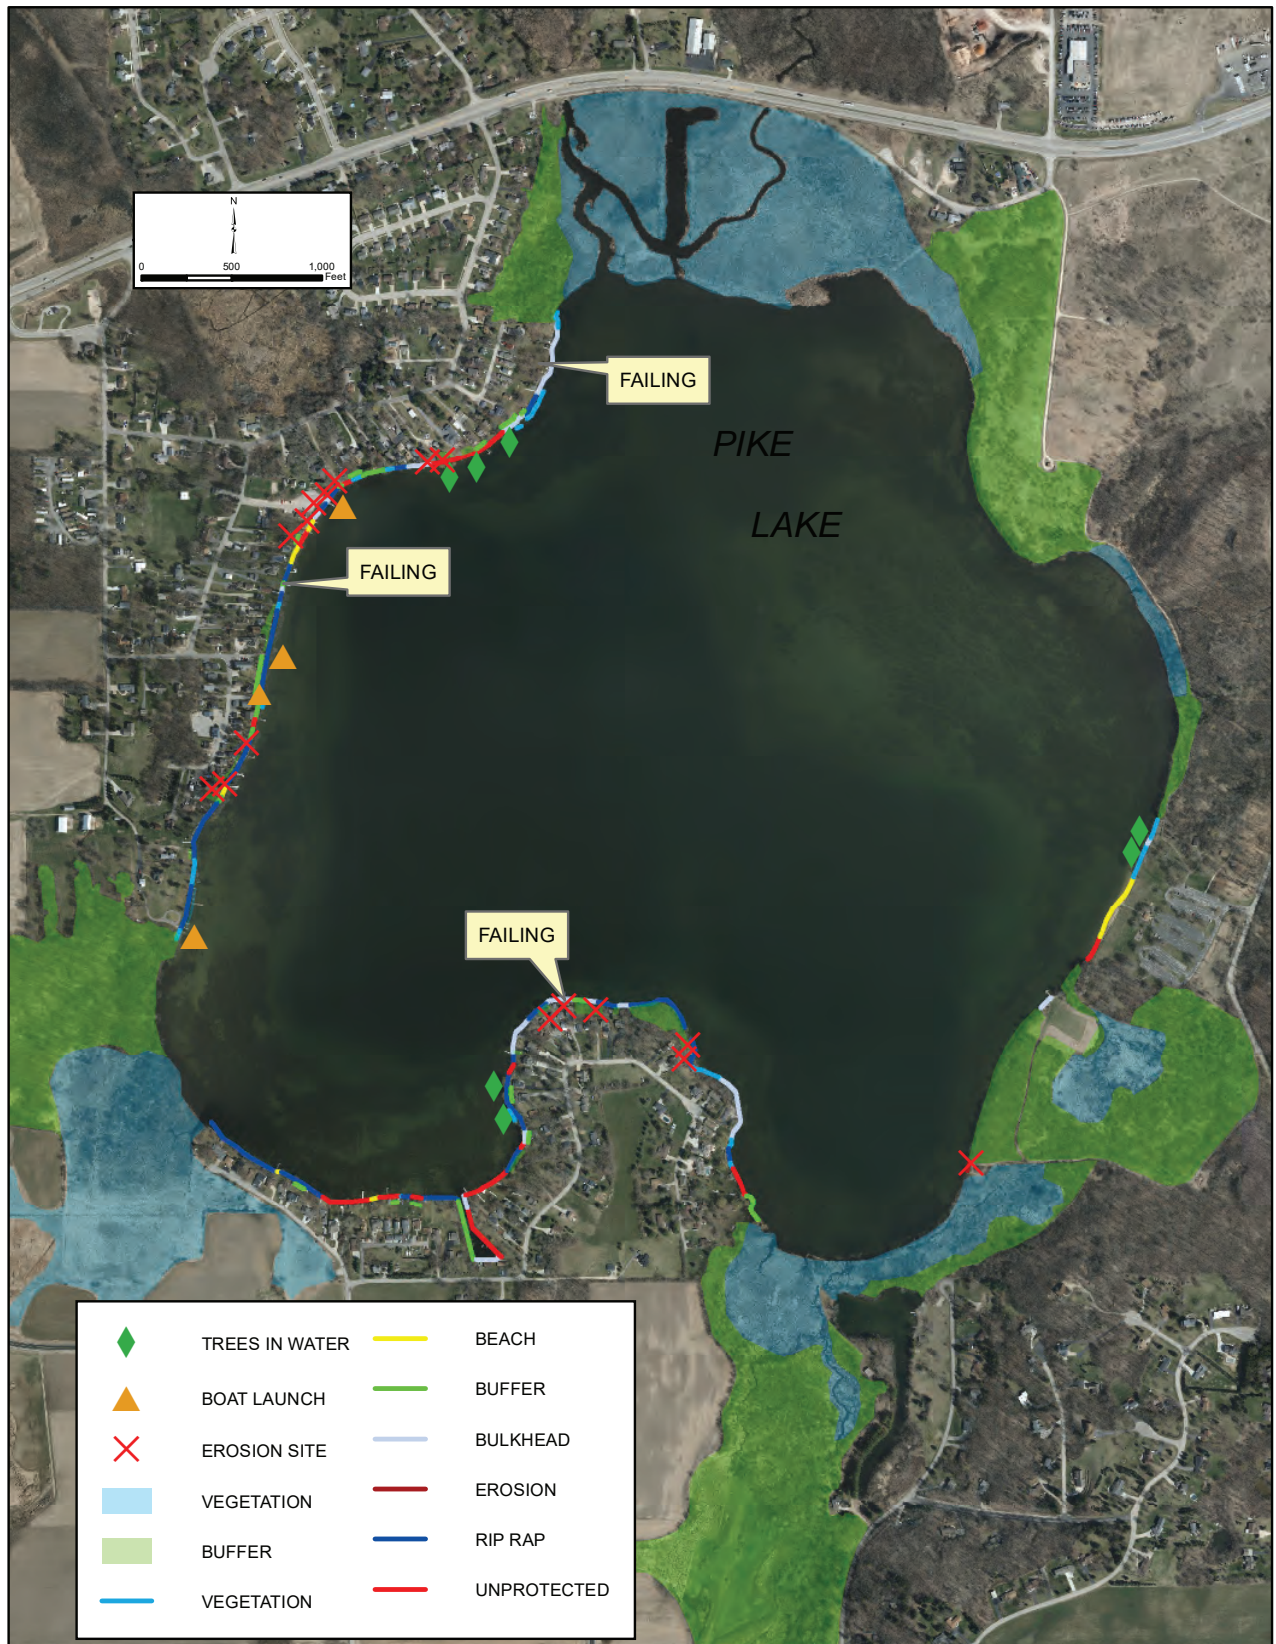 N
0 500 1,000
Feet
FAILING
PIKE
LAKE
FAILING
FAILING
TREES IN WATER
BOAT LAUNCH
EROSION SITE
VEGETATION
BUFFER
VEGETATION
BEACH
BUFFER
BULKHEAD
EROSION
RIP RAP
UNPROTECTED